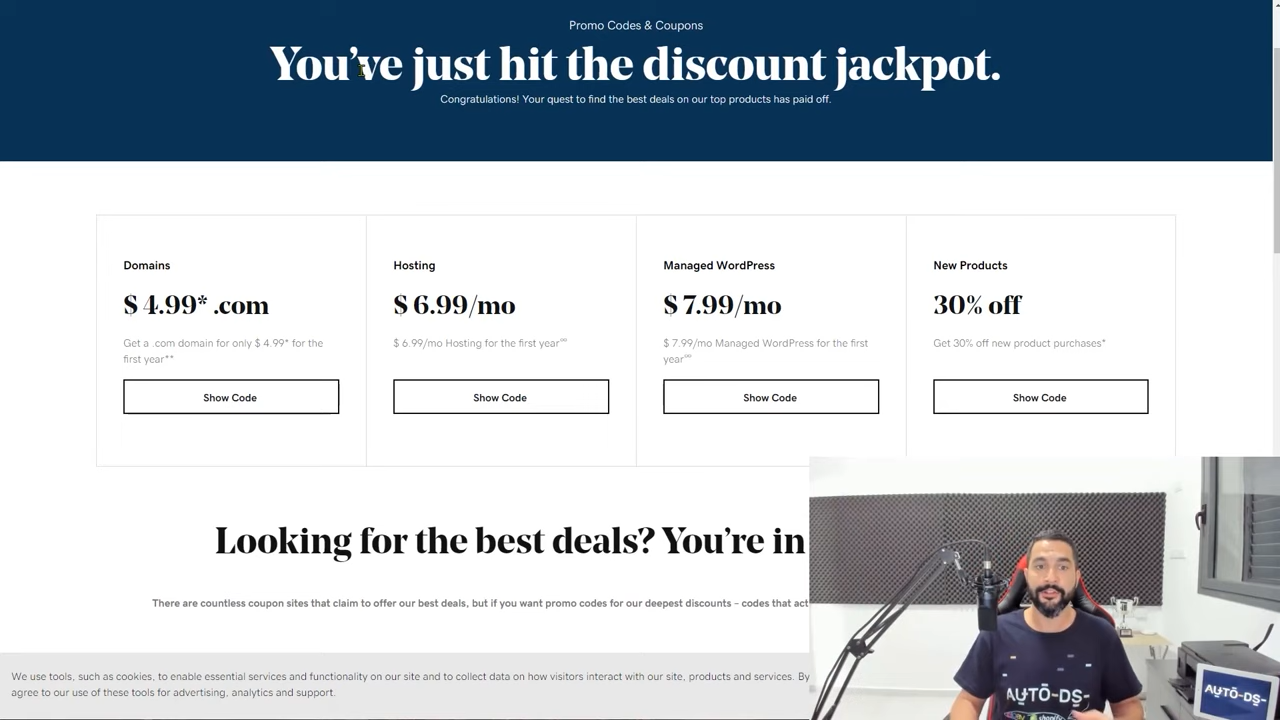 Promo Codes & Coupons
You've just hit the discount jackpot.
Congratulations! Your quest to find the best deals on our top products has paid off.
Domains
$ 4.99* .com
Get a .com domain for only $ 4.99* for the
first year**
Show Code
Hosting
$ 6.99/mo
$ 6.99/mo Hosting for the first year∞
Show Code
Managed WordPress
$ 7.99/mo
$ 7.99/mo Managed WordPress for the first
year∞
Show Code
New Products
30% off
Get 30% off new product purchases*
Show Code
Looking for the best deals? You're in
There are countless coupon sites that claim to offer our best deals, but if you want promo codes for our deepest discounts – codes that act
We use tools, such as cookies, to enable essential services and functionality on our site and to collect data on how visitors interact with our site, products and services. By
agree to our use of these tools for advertising, analytics and support.
AUTŌ-DS-
shopify
AUTŌ-DS-